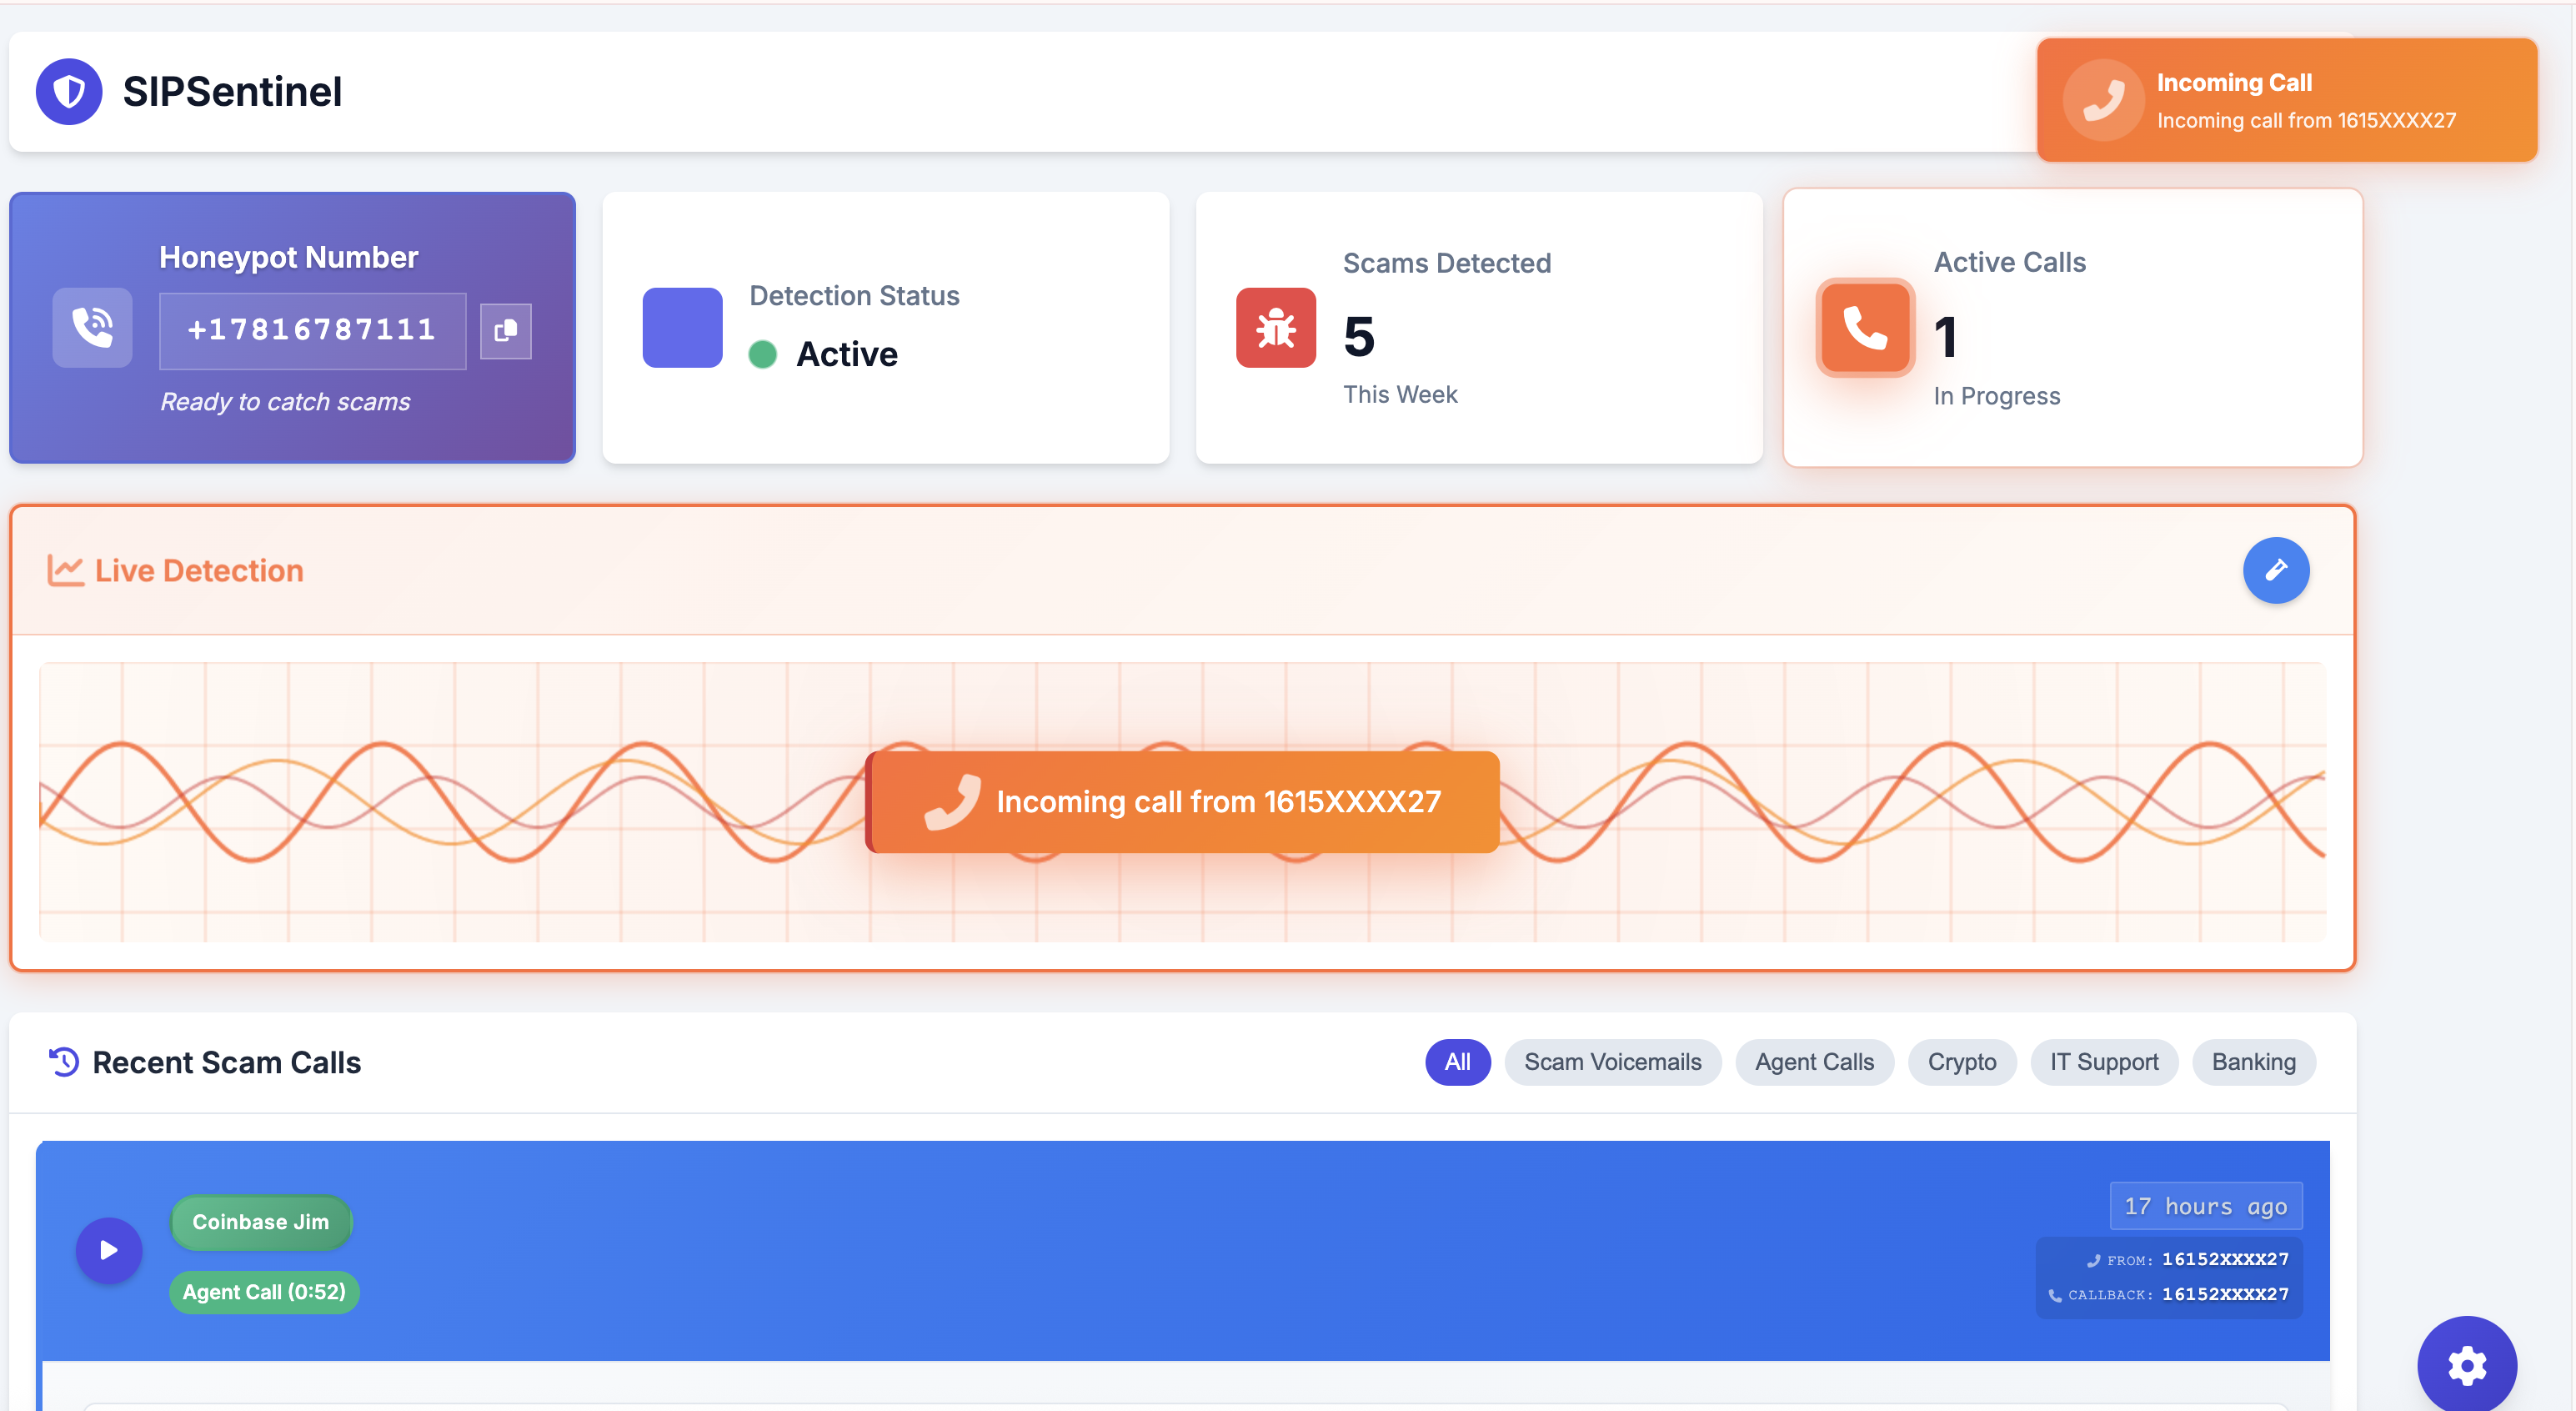 SIPSentinel
Incoming Call
Incoming call from 1615XXXX27
Honeypot Number
+17816787111
Ready to catch scams
Detection Status
Active
Scams Detected
5
This Week
Active Calls
1
In Progress
Live Detection
Incoming call from 1615XXXX27
Recent Scam Calls
All
Scam Voicemails
Agent Calls
Crypto
IT Support
Banking
Coinbase Jim
Agent Call (0:52)
17 hours ago
FROM: 16152XXXX27
CALLBACK: 16152XXXX27